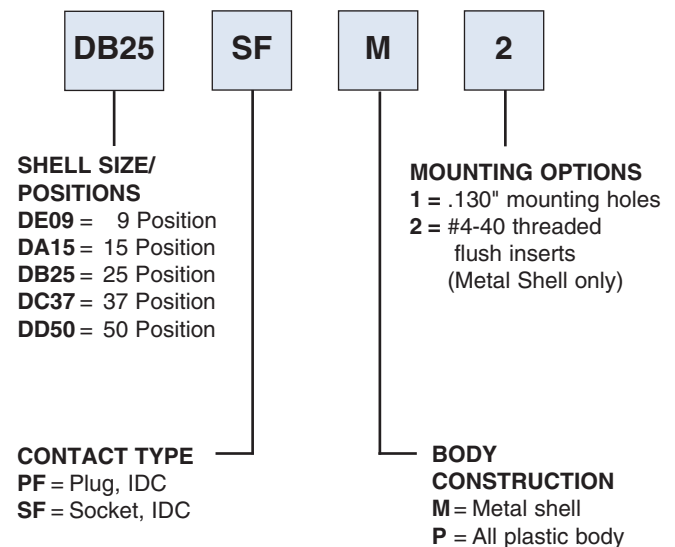 DB25 SF M 2
SHELL SIZE/
POSITIONS
DE09 = 9 Position
DA15 = 15 Position
DB25 = 25 Position
DC37 = 37 Position
DD50 = 50 Position
MOUNTING OPTIONS
1 = .130" mounting holes
2 = #4-40 threaded
flush inserts
(Metal Shell only)
CONTACT TYPE
PF = Plug, IDC
SF = Socket, IDC
BODY
CONSTRUCTION
M = Metal shell
P = All plastic body